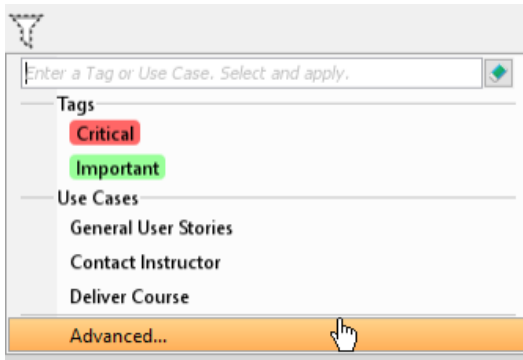 Enter a Tag or Use Case. Select and apply.
Tags
Critical
Important
Use Cases
General User Stories
Contact Instructor
Deliver Course
Advanced...